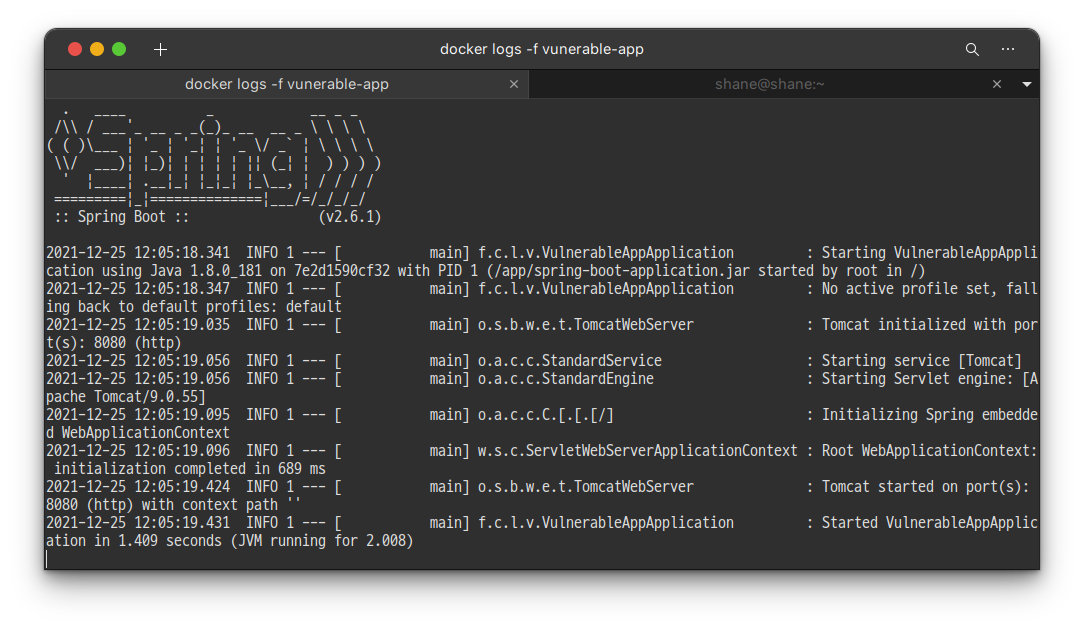 docker logs -f vunerable-app
docker logs -f vunerable-app
shane@shane:~
  .   ____          _            __ _ _
 /\\ / ___'_ __ _ _(_)_ __  __ _ \ \ \ \
( ( )\___ | '_ | '_| | '_ \/ _` | \ \ \ \
 \\/  ___)| |_)| | | | | || (_| |  ) ) ) )
  '  |____| .__|_| |_|_| |_\__, | / / / /
 =========|_|==============|___/=/_/_/_/
 :: Spring Boot ::                (v2.6.1)
2021-12-25 12:05:18.341  INFO 1 --- [           main] f.c.l.v.VulnerableAppApplication         : Starting VulnerableAppAppli
cation using Java 1.8.0_181 on 7e2d1590cf32 with PID 1 (/app/spring-boot-application.jar started by root in /)
2021-12-25 12:05:18.347  INFO 1 --- [           main] f.c.l.v.VulnerableAppApplication         : No active profile set, fall
ing back to default profiles: default
2021-12-25 12:05:19.035  INFO 1 --- [           main] o.s.b.w.e.t.TomcatWebServer              : Tomcat initialized with por
t(s): 8080 (http)
2021-12-25 12:05:19.056  INFO 1 --- [           main] o.a.c.c.StandardService                  : Starting service [Tomcat]
2021-12-25 12:05:19.056  INFO 1 --- [           main] o.a.c.c.StandardEngine                   : Starting Servlet engine: [A
pache Tomcat/9.0.55]
2021-12-25 12:05:19.095  INFO 1 --- [           main] o.a.c.c.C.[.[.[/]                        : Initializing Spring embedde
d WebApplicationContext
2021-12-25 12:05:19.096  INFO 1 --- [           main] w.s.c.ServletWebServerApplicationContext : Root WebApplicationContext:
 initialization completed in 689 ms
2021-12-25 12:05:19.424  INFO 1 --- [           main] o.s.b.w.e.t.TomcatWebServer              : Tomcat started on port(s):
8080 (http) with context path ''
2021-12-25 12:05:19.431  INFO 1 --- [           main] f.c.l.v.VulnerableAppApplication         : Started VulnerableAppApplic
ation in 1.409 seconds (JVM running for 2.008)